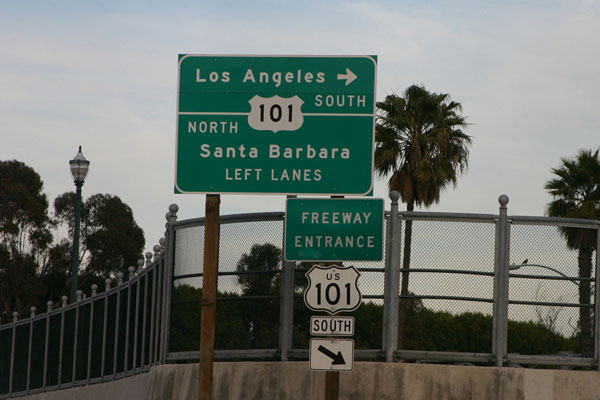 Los Angeles
SOUTH
101
NORTH
Santa Barbara
LEFT LANES
FREEWAY
ENTRANCE
US
101
SOUTH